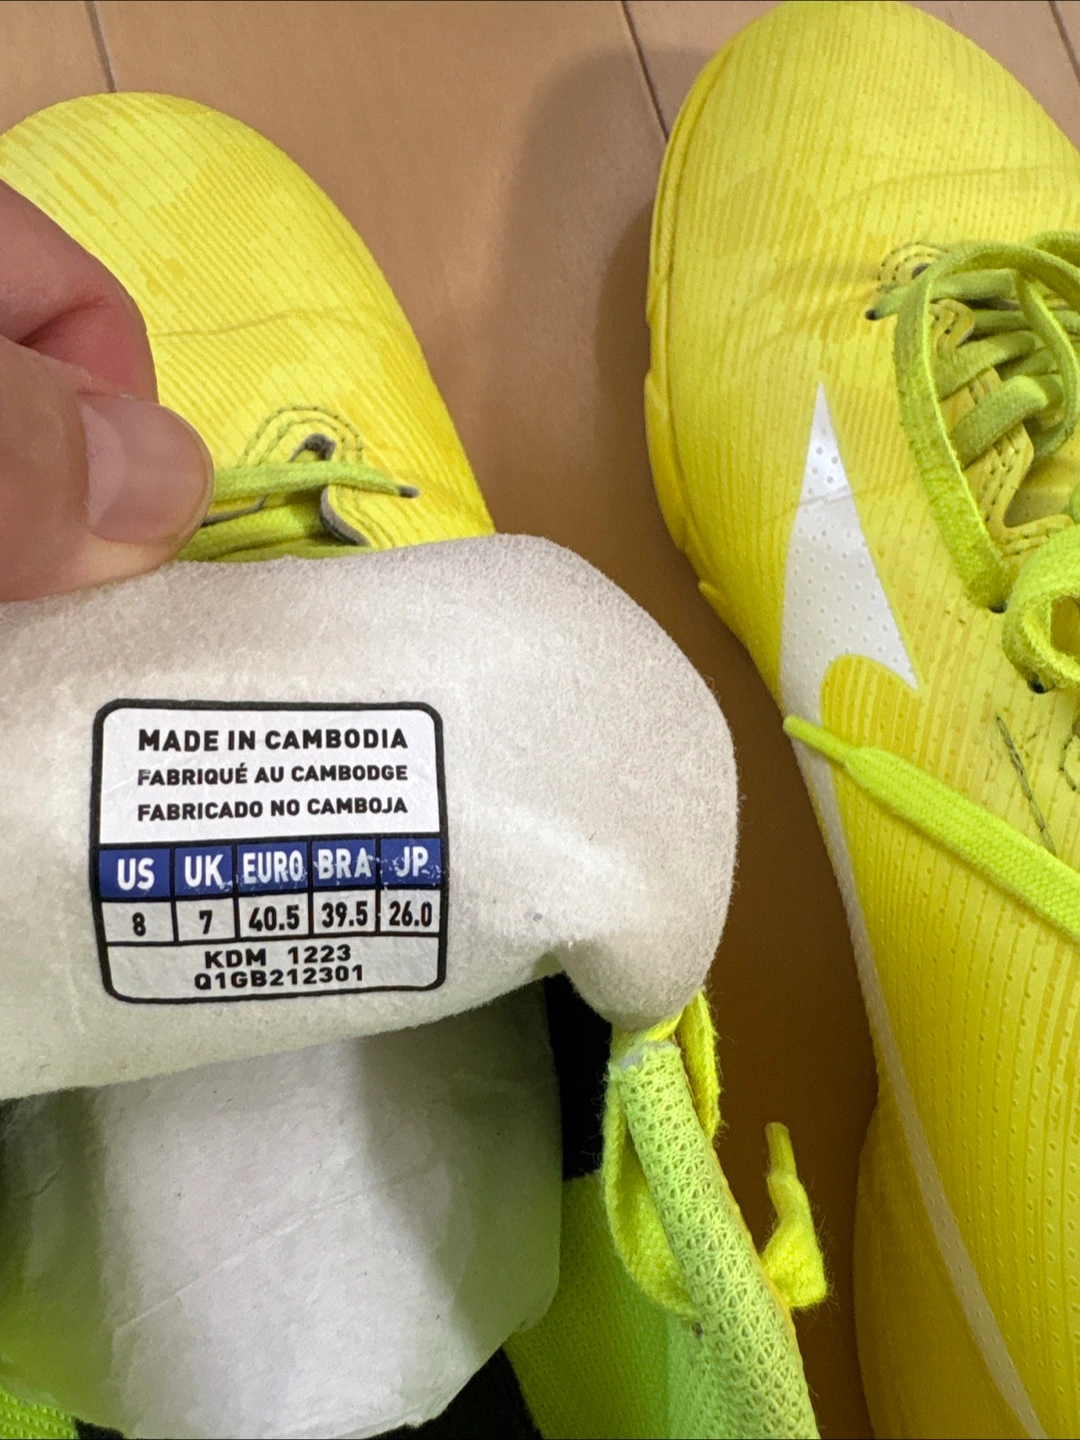 MADE IN CAMBODIA
FABRIQUÉ AU CAMBODGE
FABRICADO NO CAMBOJA
US UK EURO BRA JP
8 7 40.5 39.5 26.0
KDM 1223
Q1GB212301